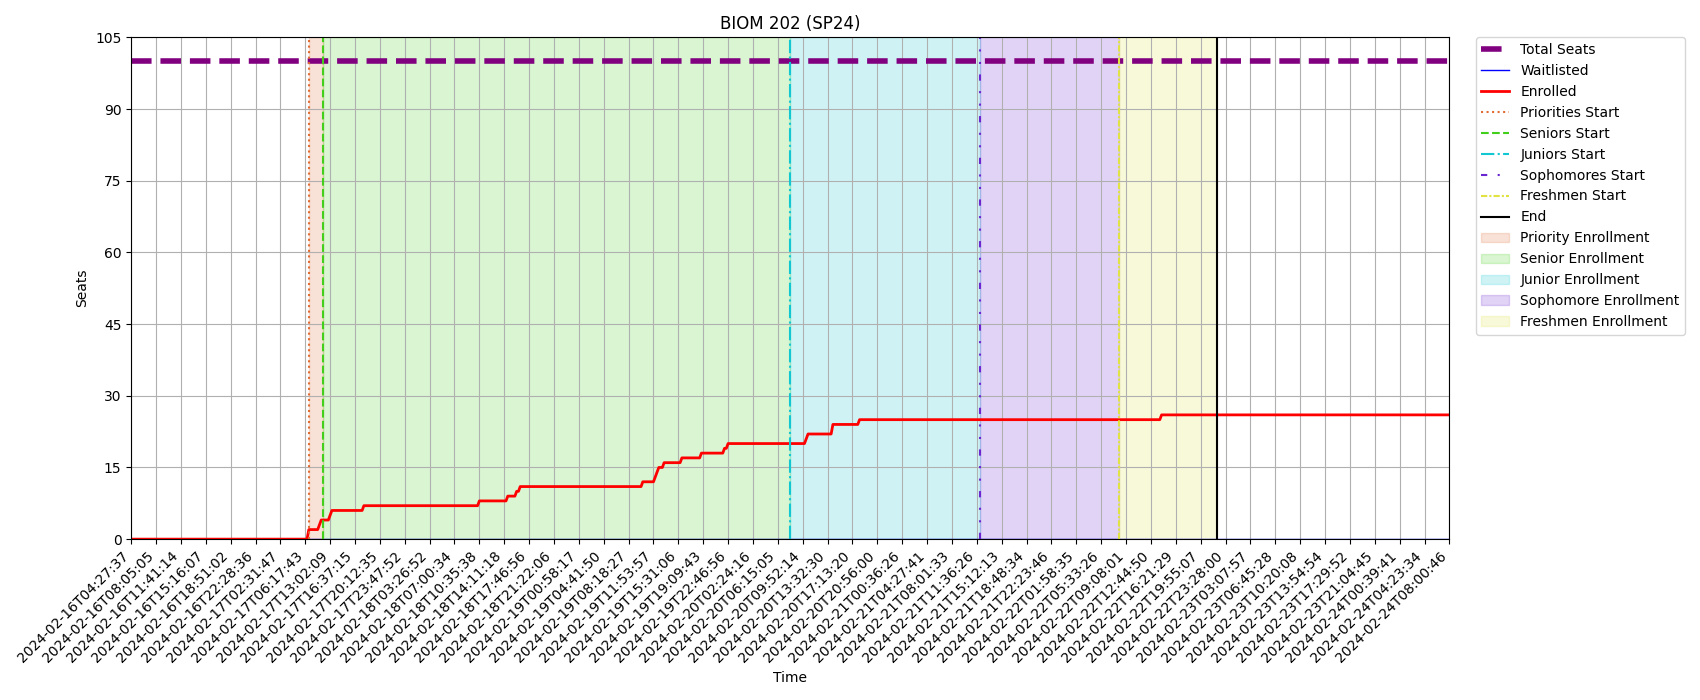 BIOM 202 (SP24)
105
90
75
60
45
30
15
0
Seats
2024-02-16T04:27:37
2024-02-16T08:05:05
2024-02-16T11:41:14
2024-02-16T15:16:07
2024-02-16T18:51:02
2024-02-16T22:28:36
2024-02-17T02:31:47
2024-02-17T06:17:43
2024-02-17T13:02:09
2024-02-17T16:37:15
2024-02-17T20:12:35
2024-02-17T23:47:52
2024-02-18T03:26:52
2024-02-18T07:00:34
2024-02-18T10:35:38
2024-02-18T14:11:18
2024-02-18T17:46:56
2024-02-18T21:22:06
2024-02-19T00:58:17
2024-02-19T04:41:50
2024-02-19T08:18:27
2024-02-19T11:53:57
2024-02-19T15:31:06
2024-02-19T19:09:43
2024-02-19T22:46:56
2024-02-20T02:24:16
2024-02-20T06:15:05
2024-02-20T09:52:14
2024-02-20T13:32:30
2024-02-20T17:13:20
2024-02-20T20:56:00
2024-02-21T00:36:26
2024-02-21T04:27:41
2024-02-21T08:01:33
2024-02-21T11:36:26
2024-02-21T15:12:13
2024-02-21T18:48:34
2024-02-21T22:23:46
2024-02-22T01:58:35
2024-02-22T05:33:26
2024-02-22T09:08:01
2024-02-22T12:44:50
2024-02-22T16:21:29
2024-02-22T19:55:07
2024-02-22T23:28:00
2024-02-23T03:07:57
2024-02-23T06:45:28
2024-02-23T10:20:08
2024-02-23T13:54:54
2024-02-23T17:29:52
2024-02-23T21:04:45
2024-02-24T00:39:41
2024-02-24T04:23:34
2024-02-24T08:00:46
Time
Total Seats
Waitlisted
Enrolled
Priorities Start
Seniors Start
Juniors Start
Sophomores Start
Freshmen Start
End
Priority Enrollment
Senior Enrollment
Junior Enrollment
Sophomore Enrollment
Freshmen Enrollment